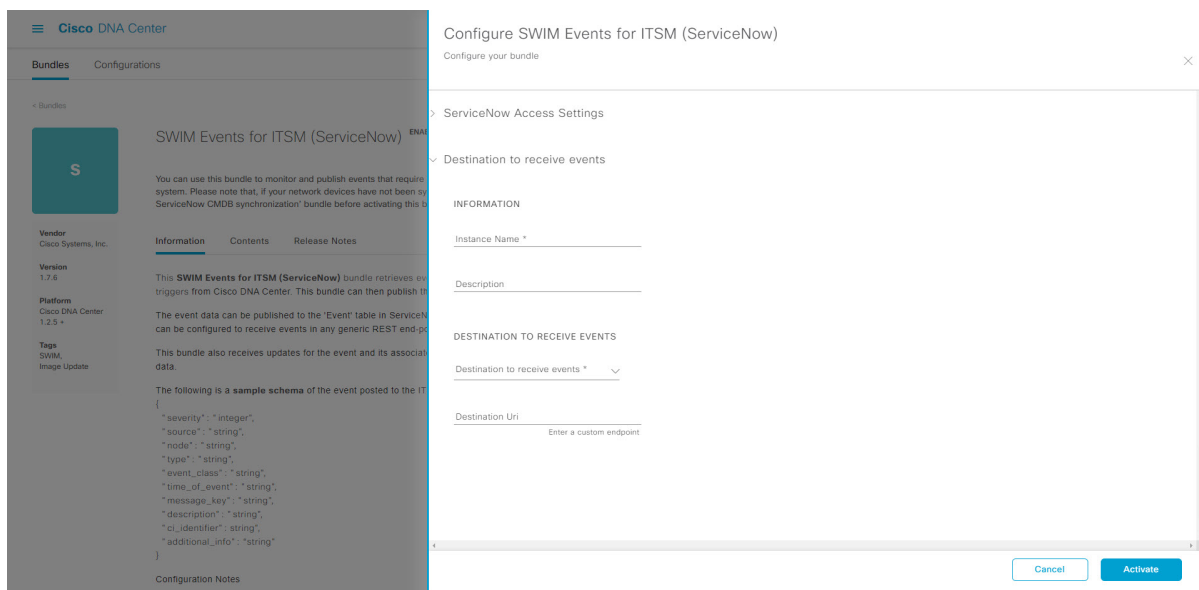 Cisco DNA Center
Bundles Configurations
< Bundles
S
SWIM Events for ITSM (ServiceNow)
You can use this bundle to monitor and publish events that require
system. Please note that, if your network devices have not been
ServiceNow CMDB synchronization' bundle before activating this
Vendor
Cisco Systems, Inc.
Version
1.7.6
Platform
Cisco DNA Center
1.2.5 +
Tags
SWIM,
Image Update
Information Contents Release Notes
This SWIM Events for ITSM (ServiceNow) bundle retrieves
triggers from Cisco DNA Center. This bundle can then publish
The event data can be published to the 'Event' table in
can be configured to receive events in any generic REST
This bundle also receives updates for the event and its
data.
The following is a sample schema of the event posted to the
{
"severity" : "integer",
"source" : "string",
"node" : "string",
"type" : "string",
"event_class" : "string",
"time_of_event" : "string",
"message_key" : "string",
"description" : "string",
"ci_identifier" : string",
"additional_info" : "string"
}
Configuration Notes
Configure SWIM Events for ITSM (ServiceNow)
Configure your bundle
ServiceNow Access Settings
Destination to receive events
INFORMATION
Instance Name *
Description
DESTINATION TO RECEIVE EVENTS
Destination to receive events *
Destination Uri
Enter a custom endpoint
Cancel Activate